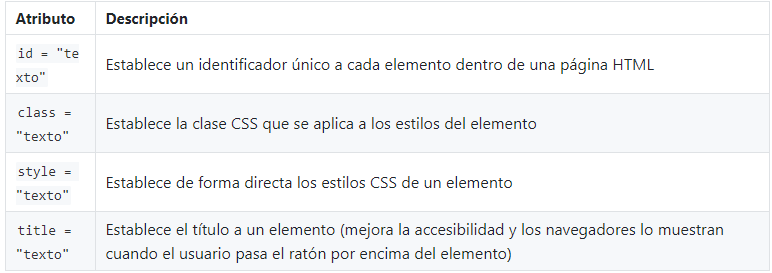 Atributo Descripción
id = "te
xto"
Establece un identificador único a cada elemento dentro de una página HTML
class =
"texto"
Establece la clase CSS que se aplica a los estilos del elemento
style =
"texto"
Establece de forma directa los estilos CSS de un elemento
title =
"texto"
Establece el título a un elemento (mejora la accesibilidad y los navegadores lo muestran
cuando el usuario pasa el ratón por encima del elemento)